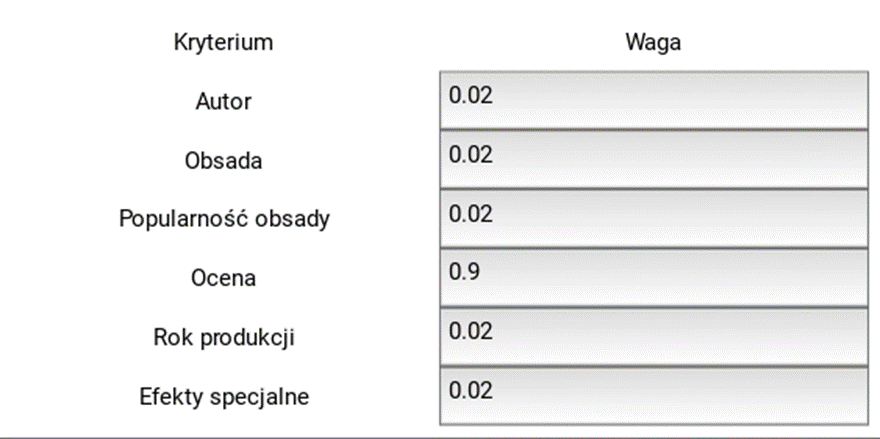 Kryterium Waga
Autor 0.02
Obsada 0.02
Popularność obsady 0.02
Ocena 0.9
Rok produkcji 0.02
Efekty specjalne 0.02